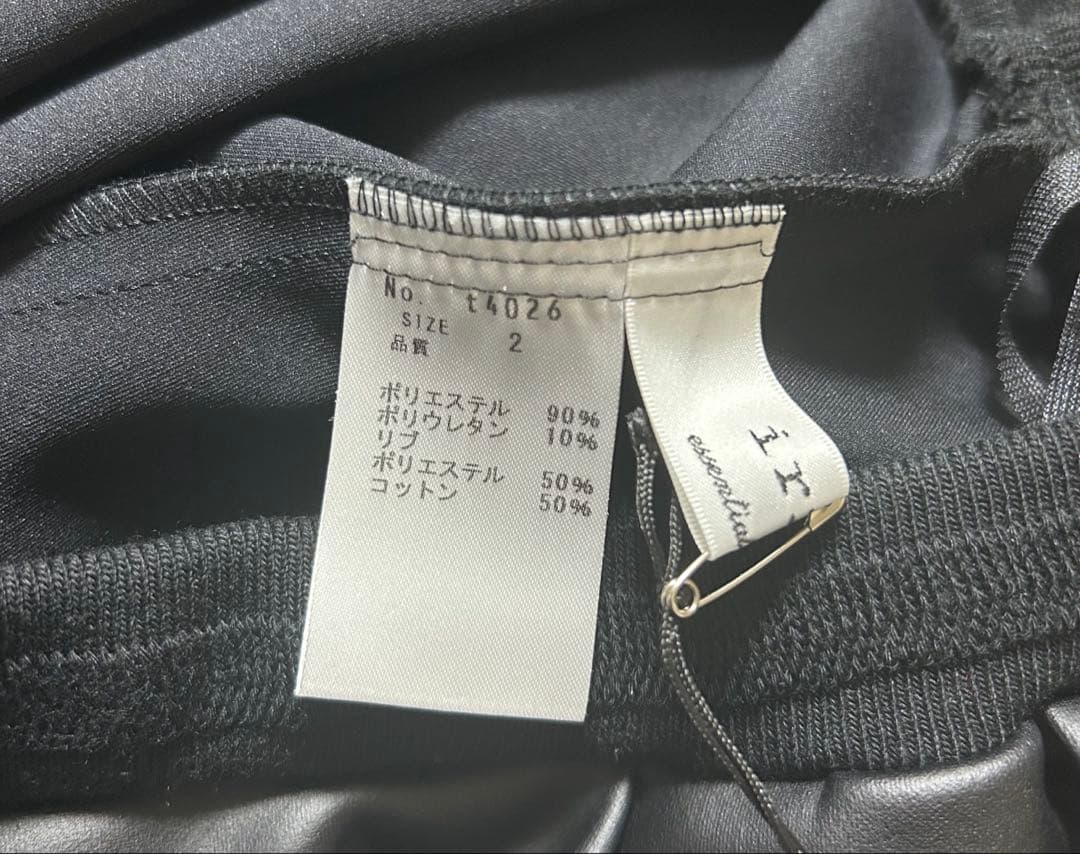 No. t4026
SIZE 2
品質
ポリエステル 90%
ポリウレタン 10%
リブ
ポリエステル 50%
コットン 50%